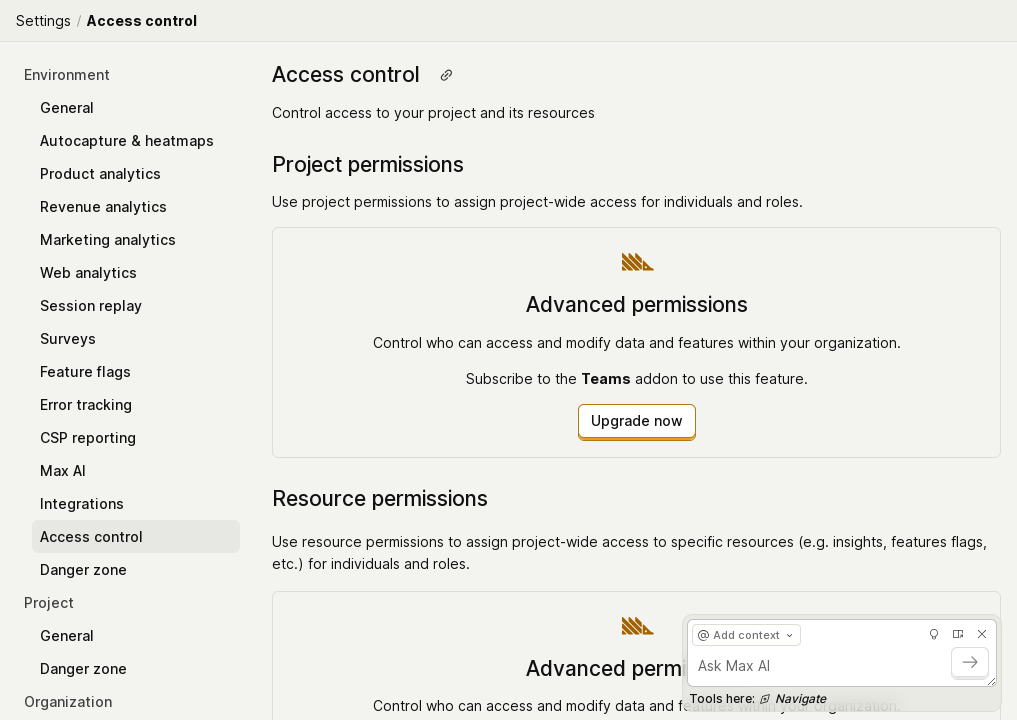 Settings / Access control
Environment
General
Autocapture & heatmaps
Product analytics
Revenue analytics
Marketing analytics
Web analytics
Session replay
Surveys
Feature flags
Error tracking
CSP reporting
Max AI
Integrations
Access control
Danger zone
Project
General
Danger zone
Organization
Access control
Control access to your project and its resources
Project permissions
Use project permissions to assign project-wide access for individuals and roles.
Advanced permissions
Control who can access and modify data and features within your organization.
Subscribe to the Teams addon to use this feature.
Upgrade now
Resource permissions
Use resource permissions to assign project-wide access to specific resources (e.g. insights, features flags,
etc.) for individuals and roles.
Advanced permi
Control who can access and modify data and features within your organization.
@ Add context
Ask Max AI
Tools here: Navigate